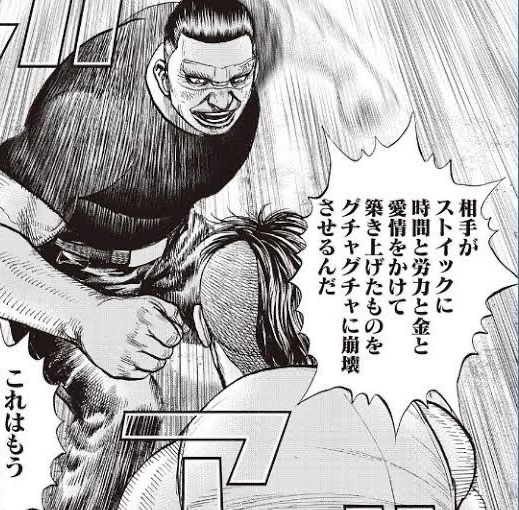 相手が
ストイックに
時間と労力と金と
愛情をかけて
築き上げたものを
グチャグチャに崩壊
させるんだ
これはもう